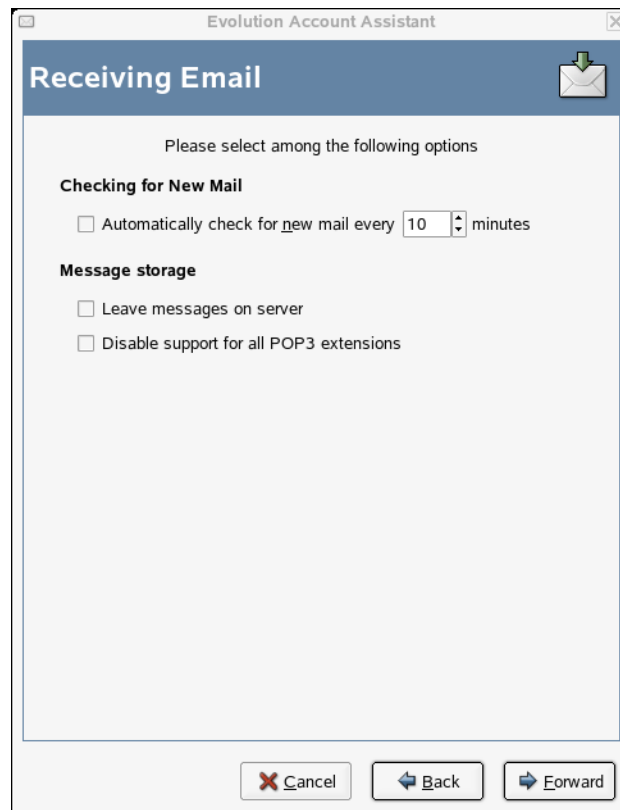 Evolution Account Assistant
Receiving Email
Please select among the following options
Checking for New Mail
Automatically check for new mail every 10 minutes
Message storage
Leave messages on server
Disable support for all POP3 extensions
Cancel Back Forward